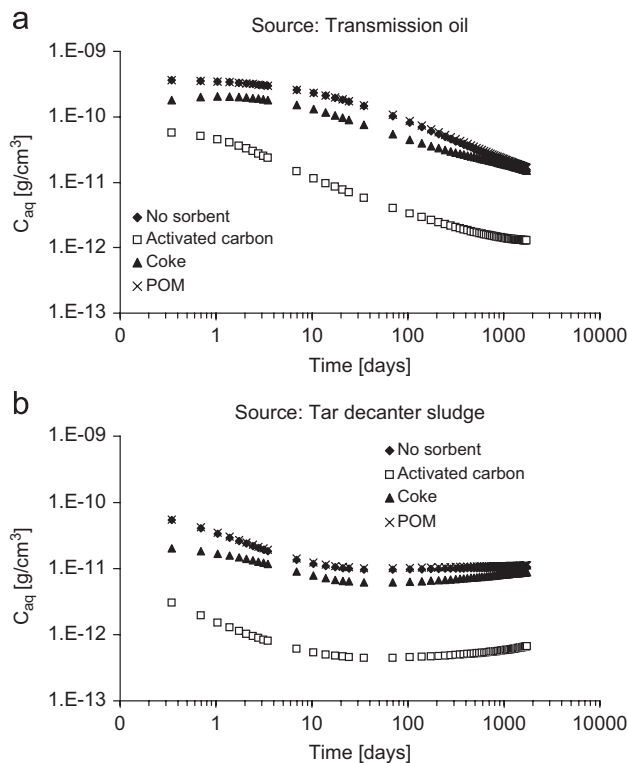 a
Source: Transmission oil
1.E-09
1.E-10
1.E-11
1.E-12
1.E-13
C_aq [g/cm³]
No sorbent
Activated carbon
Coke
POM
0 1 10 100 1000 10000
Time [days]
b
Source: Tar decanter sludge
1.E-09
1.E-10
1.E-11
1.E-12
1.E-13
C_aq [g/cm³]
No sorbent
Activated carbon
Coke
POM
0 1 10 100 1000 10000
Time [days]